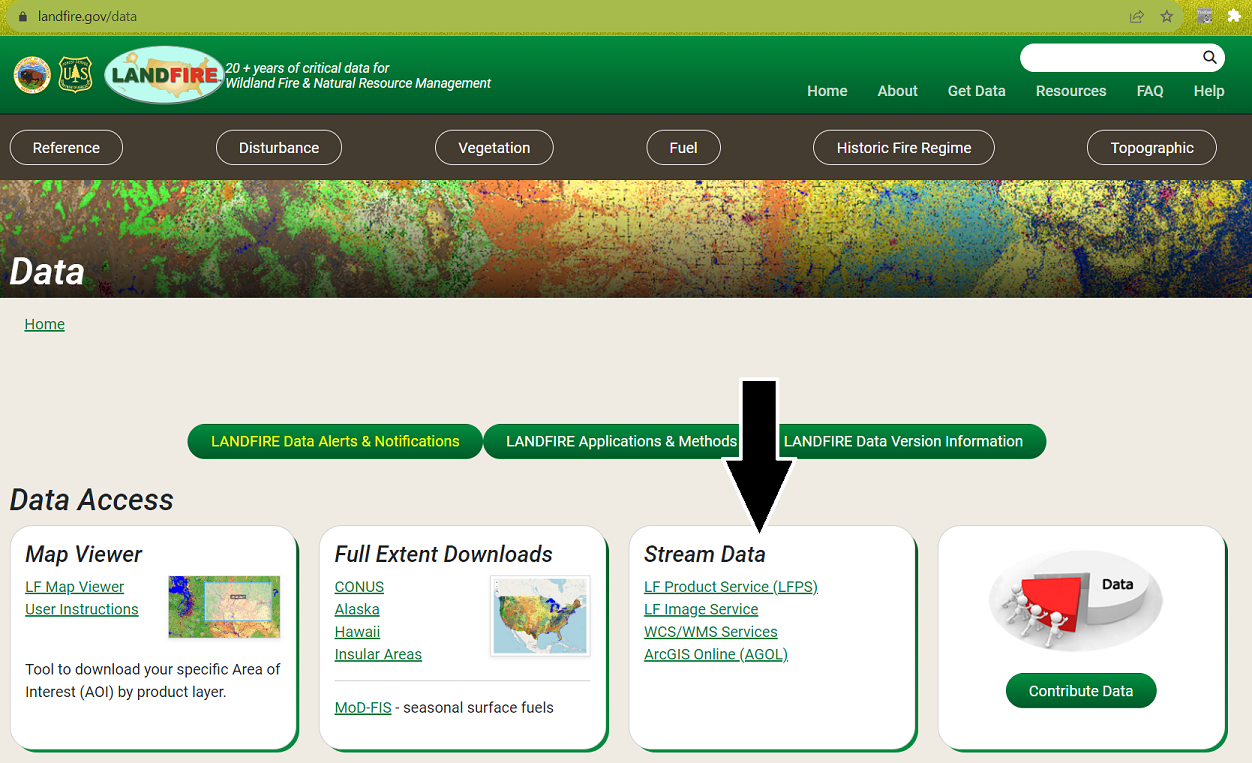 landfire.gov/data
LANDFIRE
20 + years of critical data for
Wildland Fire & Natural Resource Management
Home About Get Data Resources FAQ Help
Reference Disturbance Vegetation Fuel Historic Fire Regime Topographic
Data
Home
LANDFIRE Data Alerts & Notifications LANDFIRE Applications & Methods LANDFIRE Data Version Information
Data Access
Map Viewer
LF Map Viewer
User Instructions
Tool to download your specific Area of
Interest (AOI) by product layer.
Full Extent Downloads
CONUS
Alaska
Hawaii
Insular Areas
MoD-FIS - seasonal surface fuels
Stream Data
LF Product Service (LFPS)
LF Image Service
WCS/WMS Services
ArcGIS Online (AGOL)
Data
Contribute Data